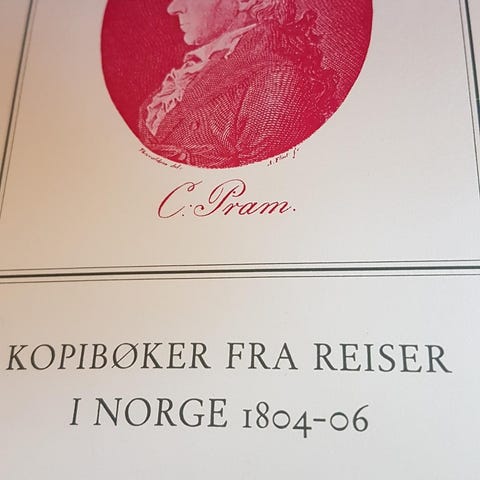 C. Pram.
KOPIBØKER FRA REISER
I NORGE 1804-06